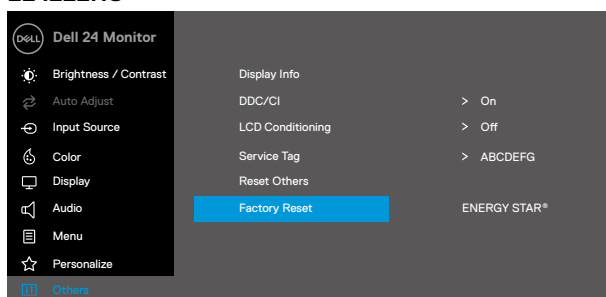 DELL Dell 24 Monitor
Brightness / Contrast
Display Info
Auto Adjust
DDC/CI > On
Input Source
LCD Conditioning > Off
Color
Service Tag > ABCDEFG
Display
Reset Others
Audio
Factory Reset ENERGY STAR®
Menu
Personalize
Others